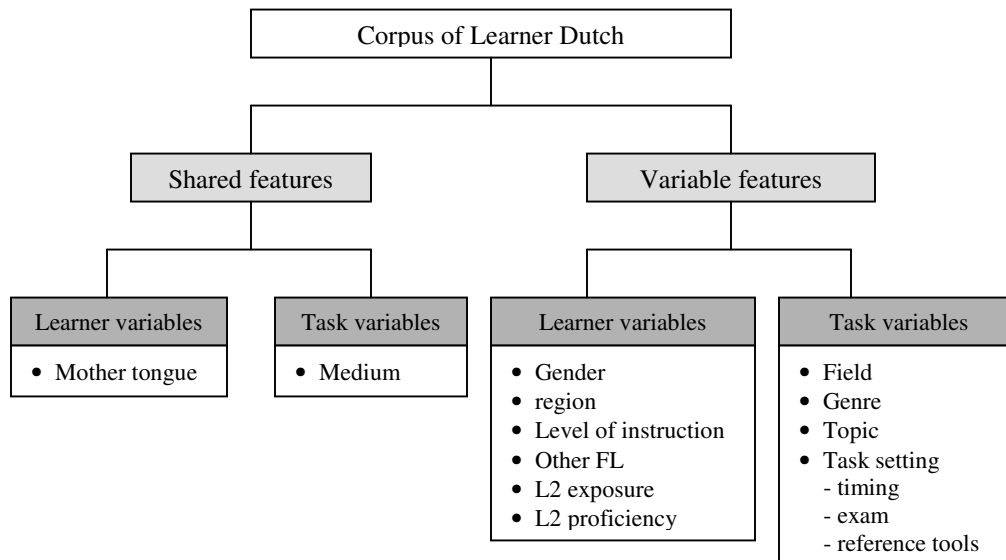 Corpus of Learner Dutch
Shared features
Variable features
Learner variables
• Mother tongue
Task variables
• Medium
Learner variables
• Gender
• region
• Level of instruction
• Other FL
• L2 exposure
• L2 proficiency
Task variables
• Field
• Genre
• Topic
• Task setting
- timing
- exam
- reference tools